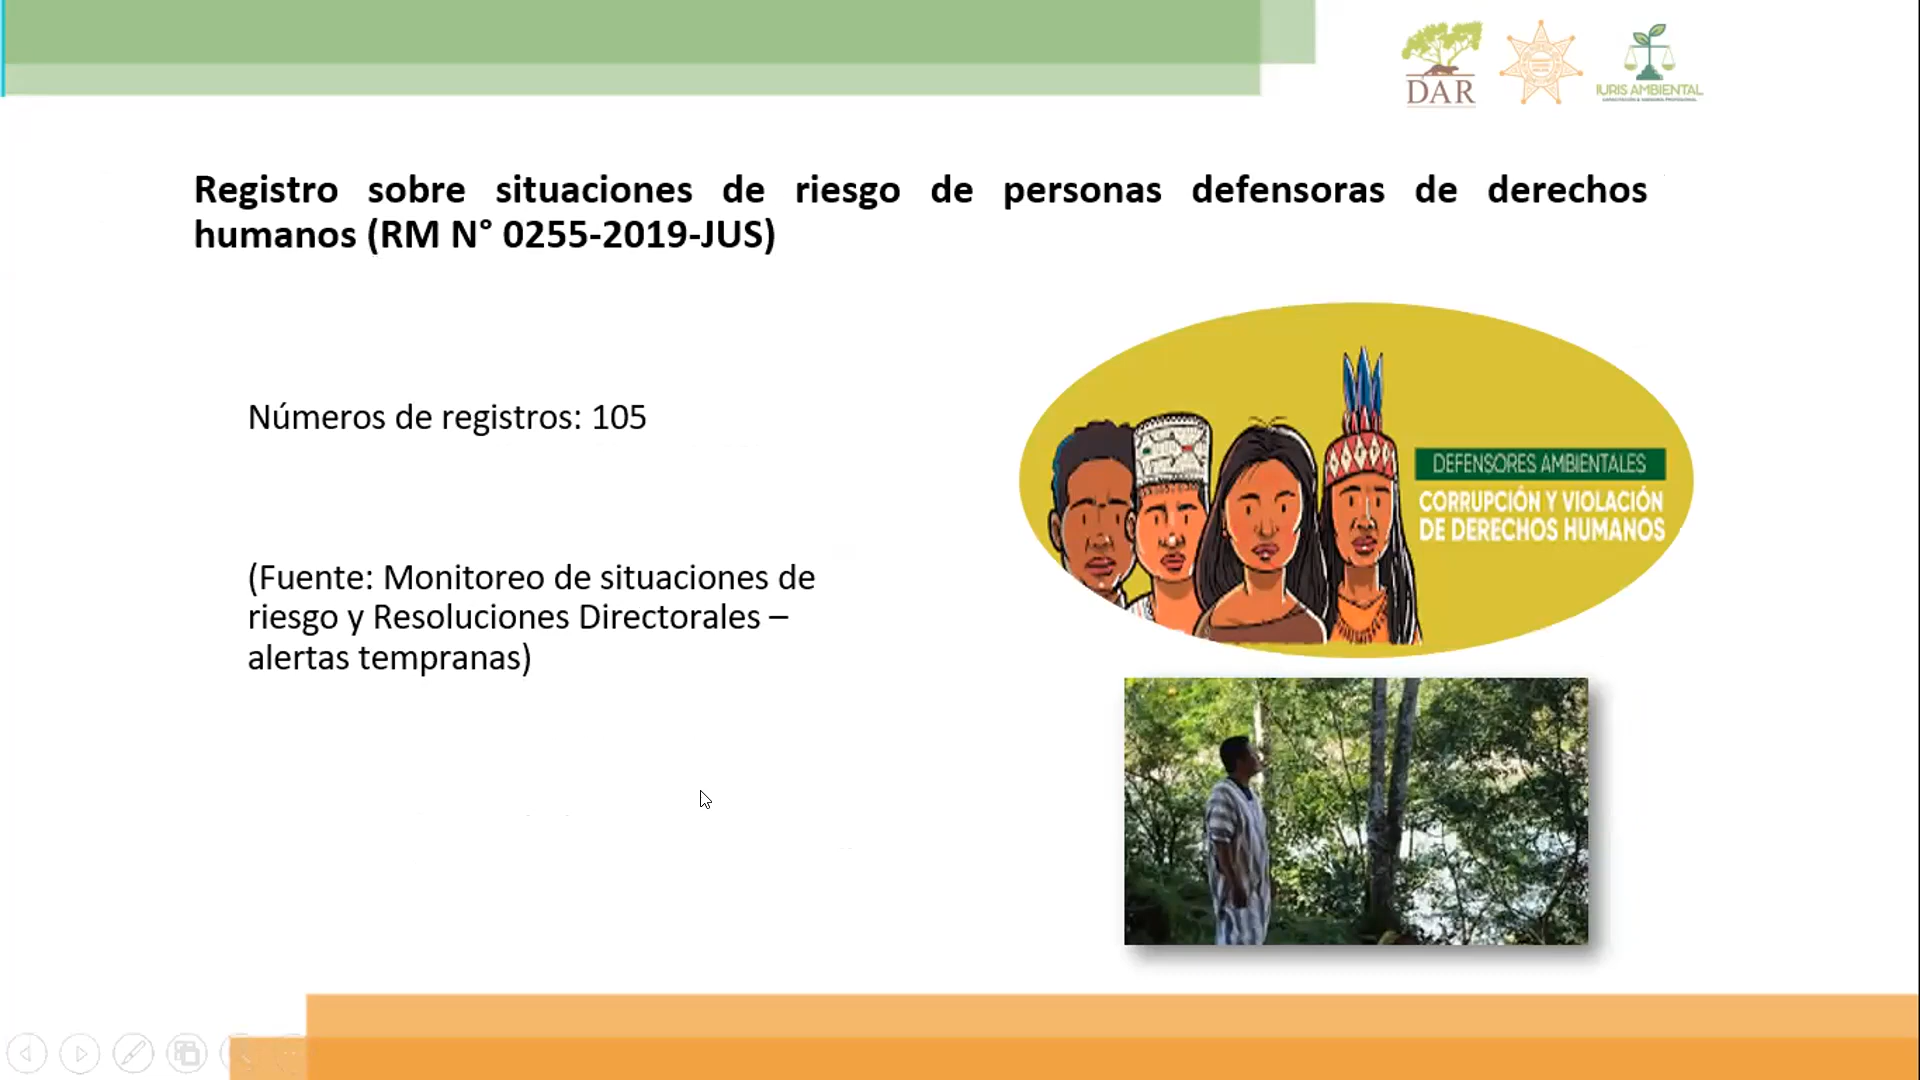 DAR
IURIS AMBIENTAL
Registro sobre situaciones de riesgo de personas defensoras de derechos
humanos (RM N° 0255-2019-JUS)
Números de registros: 105
DEFENSORES AMBIENTALES
CORRUPCIÓN Y VIOLACIÓN
DE DERECHOS HUMANOS
(Fuente: Monitoreo de situaciones de
riesgo y Resoluciones Directorales –
alertas tempranas)